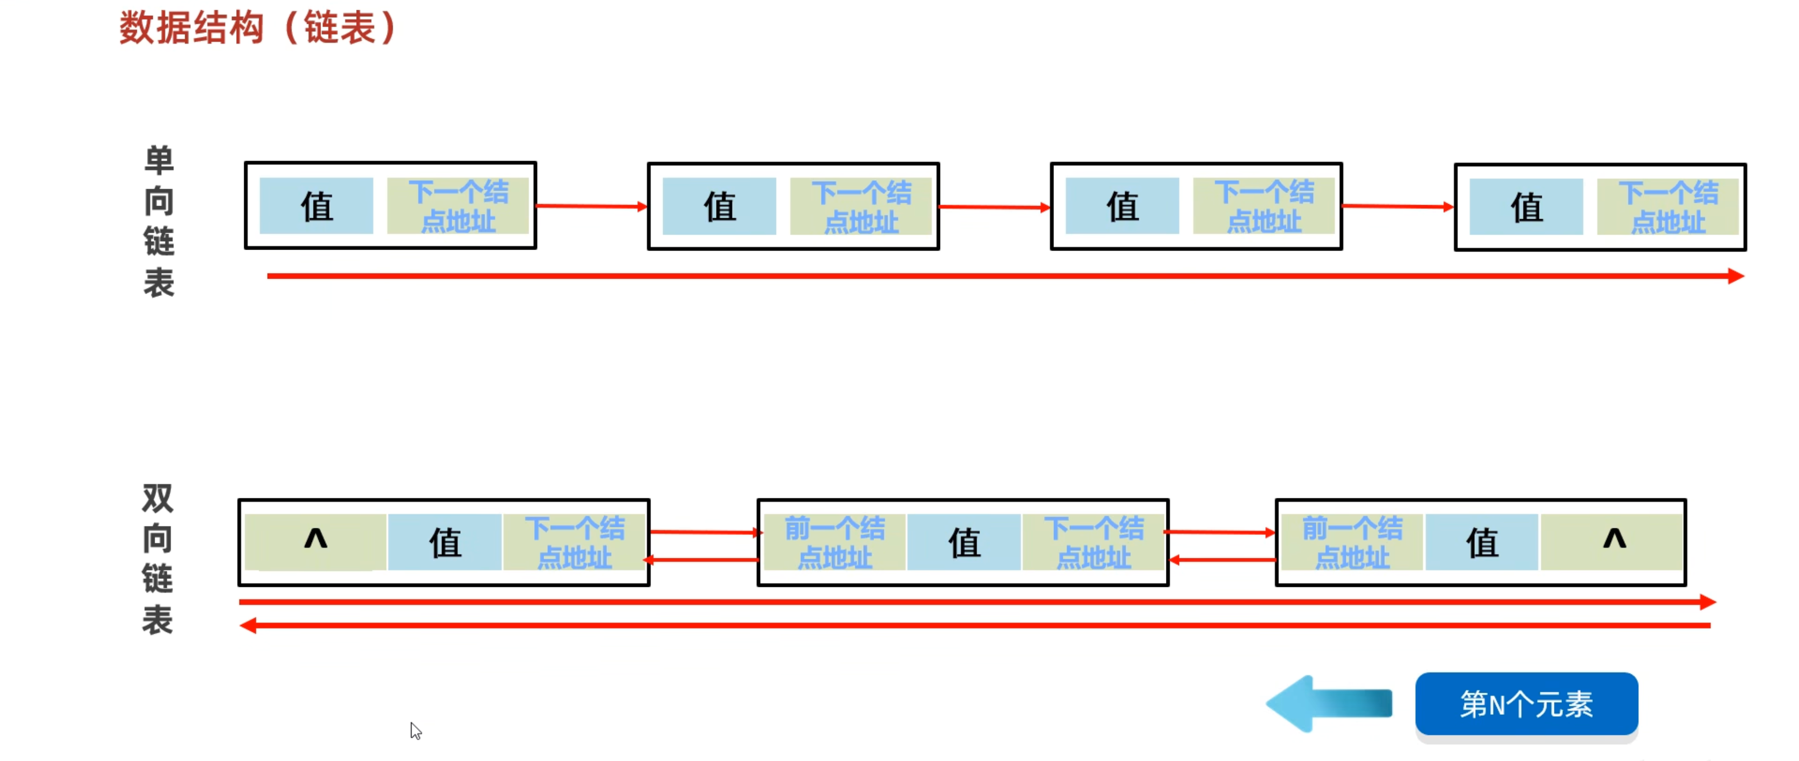 数据结构（链表）
单
向
链
表
值
下一个结
点地址
值
下一个结
点地址
值
下一个结
点地址
值
下一个结
点地址
双
向
链
表
^
值
下一个结
点地址
前一个结
点地址
值
下一个结
点地址
前一个结
点地址
值
^
第N个元素